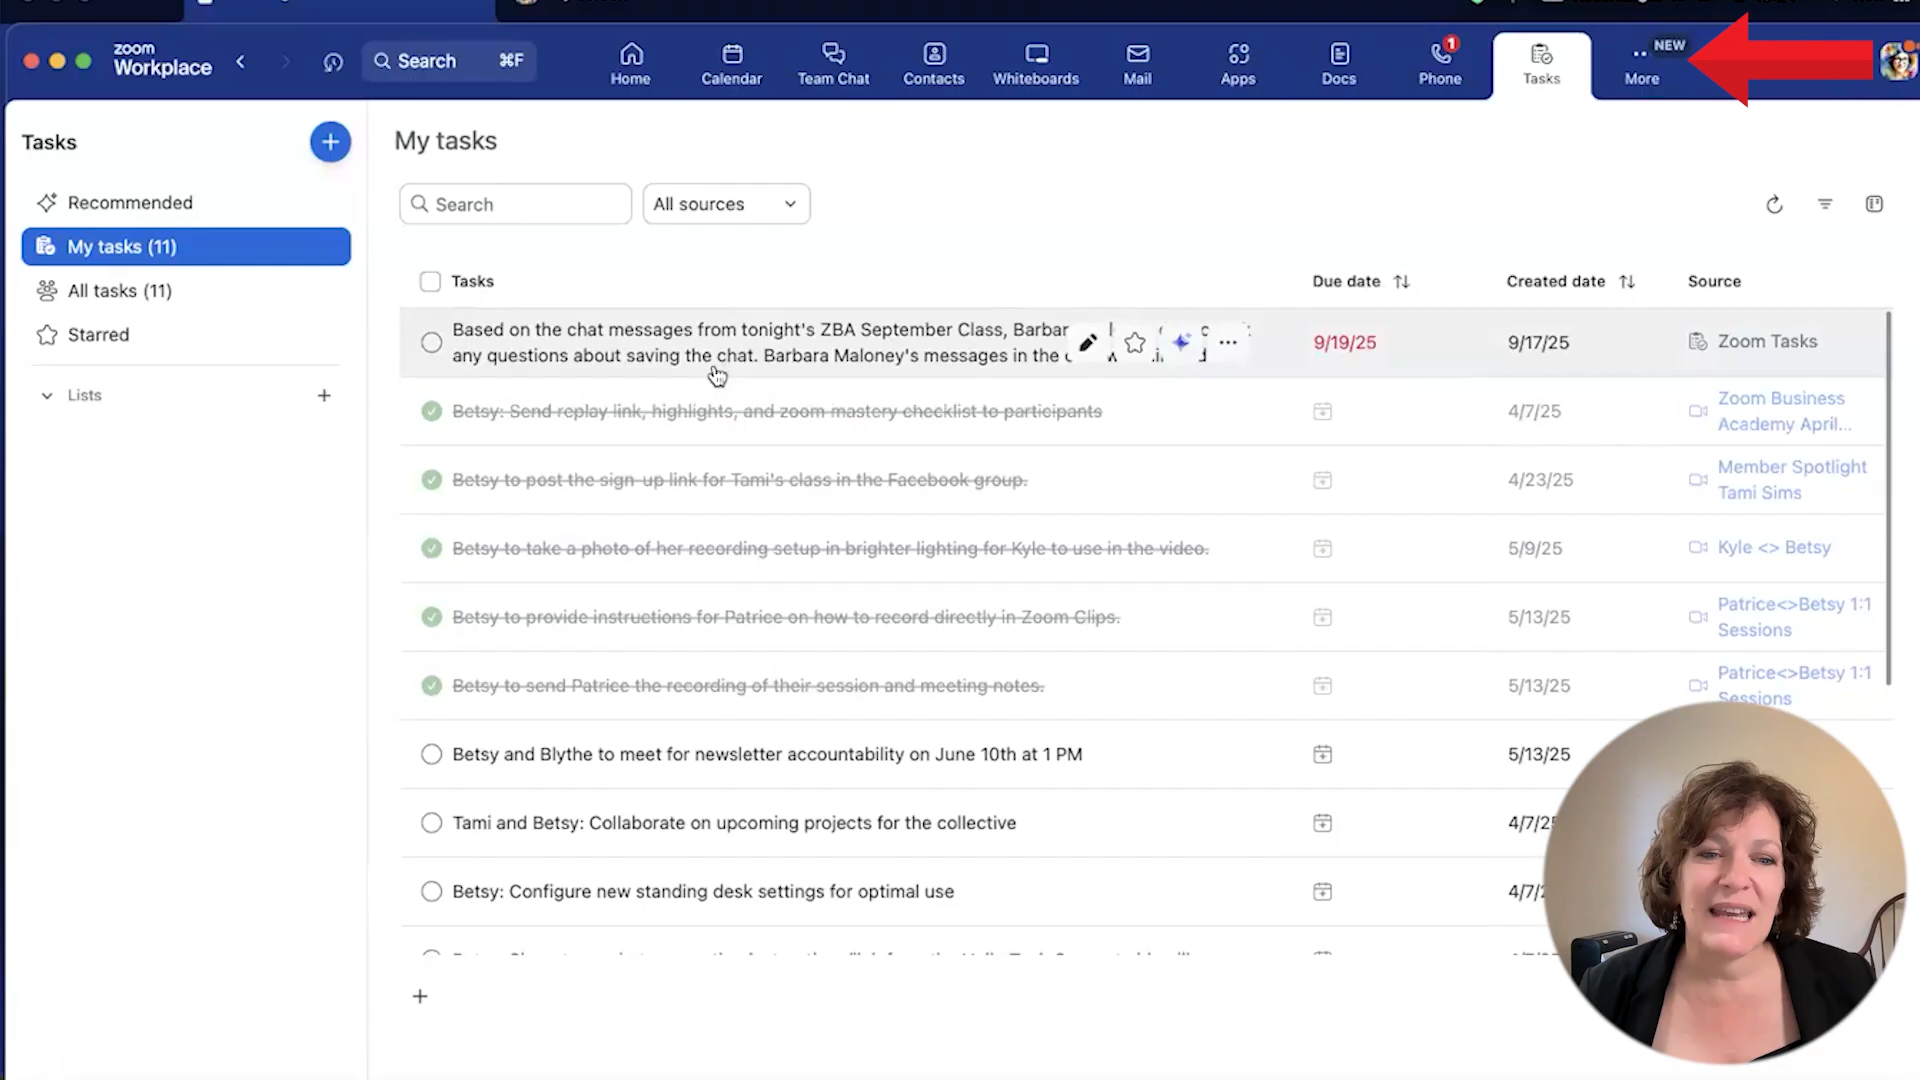 zoom
Workplace
Search ⌘F
Home
Calendar
Team Chat
Contacts
Whiteboards
Mail
Apps
Docs
1
Phone
Tasks
NEW
More
Tasks
Recommended
My tasks (11)
All tasks (11)
Starred
Lists
My tasks
Search
All sources
Tasks
Due date
Created date
Source
Based on the chat messages from tonight's ZBA September Class,
any questions about saving the chat. Barbara Maloney's messages in the
9/19/25
9/17/25
Zoom Tasks
Betsy: Send replay link, highlights, and zoom mastery checklist to participants
4/7/25
Zoom Business
Academy April...
Betsy to post the sign-up link for Tami's class in the Facebook group.
4/23/25
Member Spotlight
Tami Sims
Betsy to take a photo of her recording setup in brighter lighting for Kyle to use in the video.
5/9/25
Kyle <> Betsy
Betsy to provide instructions for Patrice on how to record directly in Zoom Clips.
5/13/25
Patrice<>Betsy 1:1
Sessions
Betsy to send Patrice the recording of their session and meeting notes.
5/13/25
Patrice<>Betsy 1:1
Sessions
Betsy and Blythe to meet for newsletter accountability on June 10th at 1 PM
5/13/25
Tami and Betsy: Collaborate on upcoming projects for the collective
Betsy: Configure new standing desk settings for optimal use